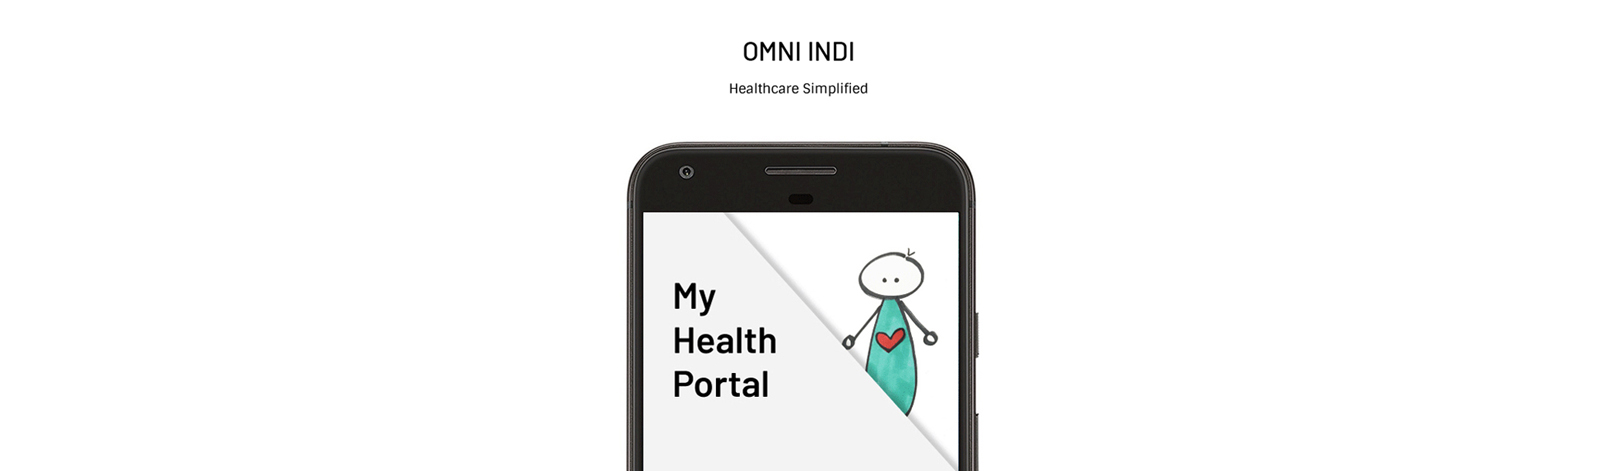 OMNI INDI
Healthcare Simplified
My
Health
Portal